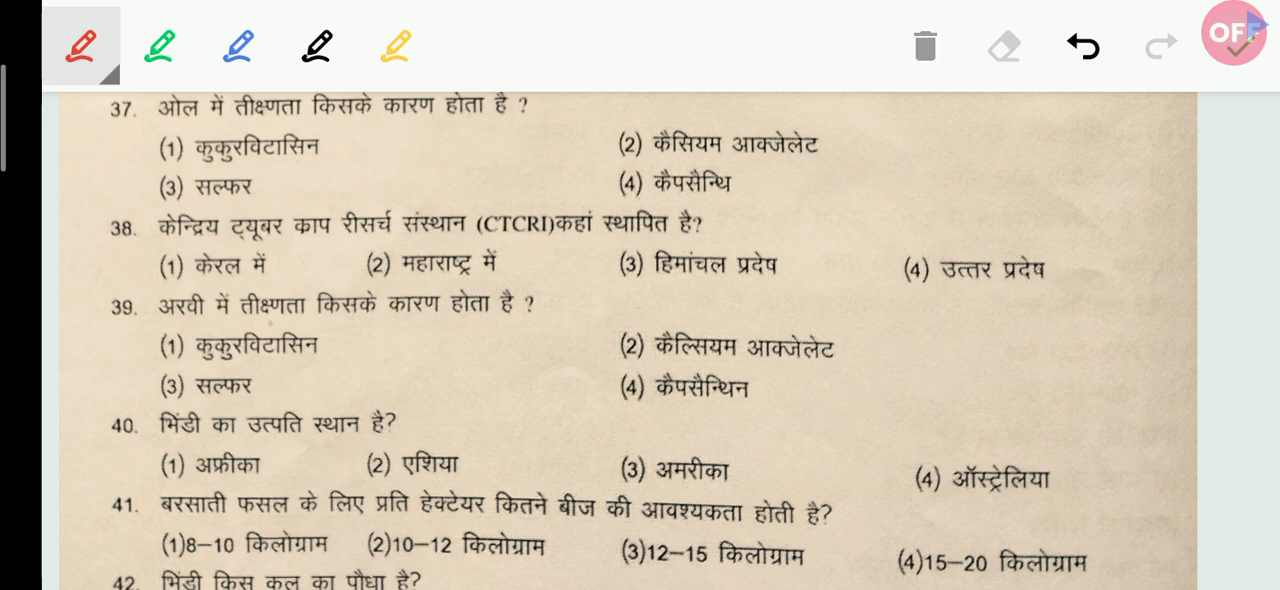 OFF
37. ओल में तीक्ष्णता किसके कारण होता है ?
(1) कुकुरविटासिन (2) कैसियम आक्जेलेट
(3) सल्फर (4) कैपसैन्थि
38. केन्द्रिय ट्यूबर काप रीसर्च संस्थान (CTCRI)कहां स्थापित है?
(1) केरल में (2) महाराष्ट्र में (3) हिमांचल प्रदेष (4) उत्तर प्रदेष
39. अरवी में तीक्ष्णता किसके कारण होता है ?
(1) कुकुरविटासिन (2) कैल्सियम आक्जेलेट
(3) सल्फर (4) कैपसैन्थिन
40. भिंडी का उत्पति स्थान है?
(1) अफ्रीका (2) एशिया (3) अमरीका (4) ऑस्ट्रेलिया
41. बरसाती फसल के लिए प्रति हेक्टेयर कितने बीज की आवश्यकता होती है?
(1)8–10 किलोग्राम (2)10–12 किलोग्राम (3)12–15 किलोग्राम (4)15–20 किलोग्राम
42. भिंडी किस कुल का पौधा है?